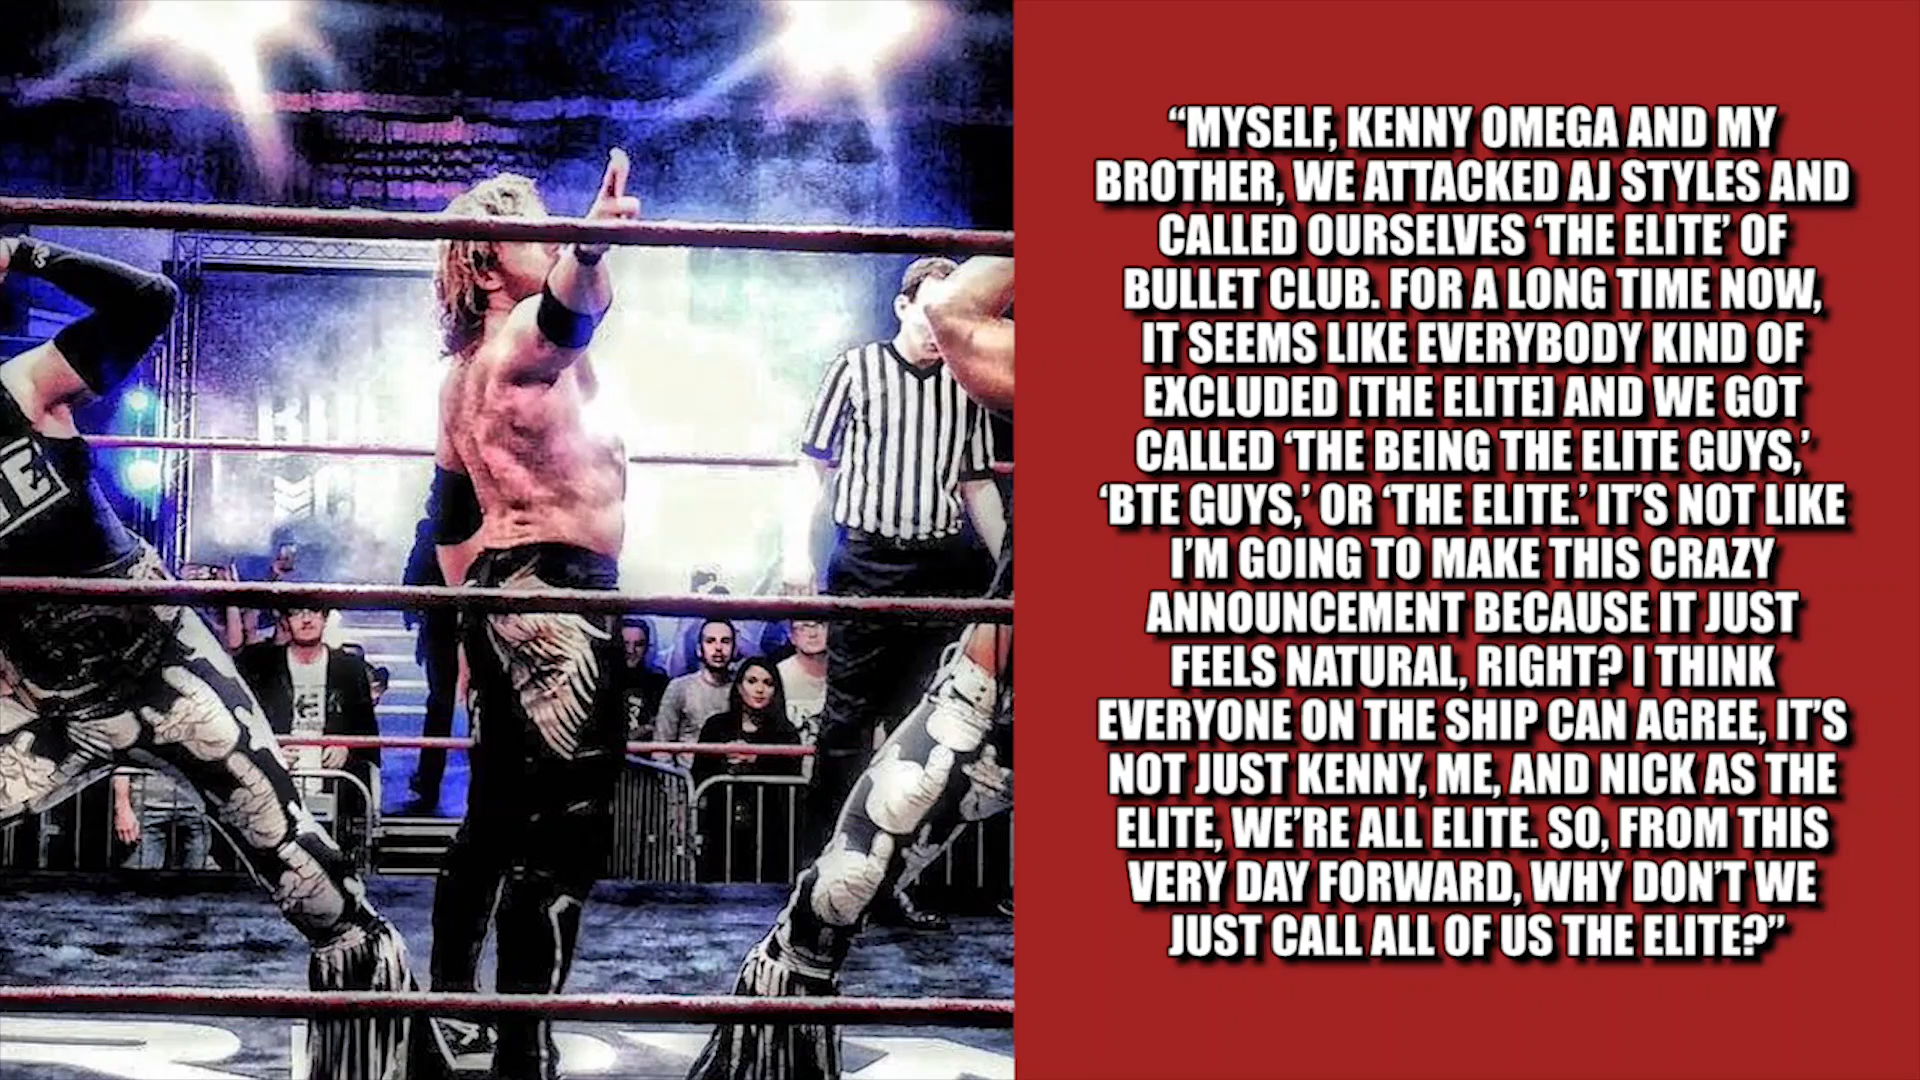 “MYSELF, KENNY OMEGA AND MY
BROTHER, WE ATTACKED AJ STYLES AND
CALLED OURSELVES ‘THE ELITE’ OF
BULLET CLUB. FOR A LONG TIME NOW,
IT SEEMS LIKE EVERYBODY KIND OF
EXCLUDED [THE ELITE] AND WE GOT
CALLED ‘THE BEING THE ELITE GUYS,’
‘BTE GUYS,’ OR ‘THE ELITE.’ IT’S NOT LIKE
I’M GOING TO MAKE THIS CRAZY
ANNOUNCEMENT BECAUSE IT JUST
FEELS NATURAL, RIGHT? I THINK
EVERYONE ON THE SHIP CAN AGREE, IT’S
NOT JUST KENNY, ME, AND NICK AS THE
ELITE, WE’RE ALL ELITE. SO, FROM THIS
VERY DAY FORWARD, WHY DON’T WE
JUST CALL ALL OF US THE ELITE?”